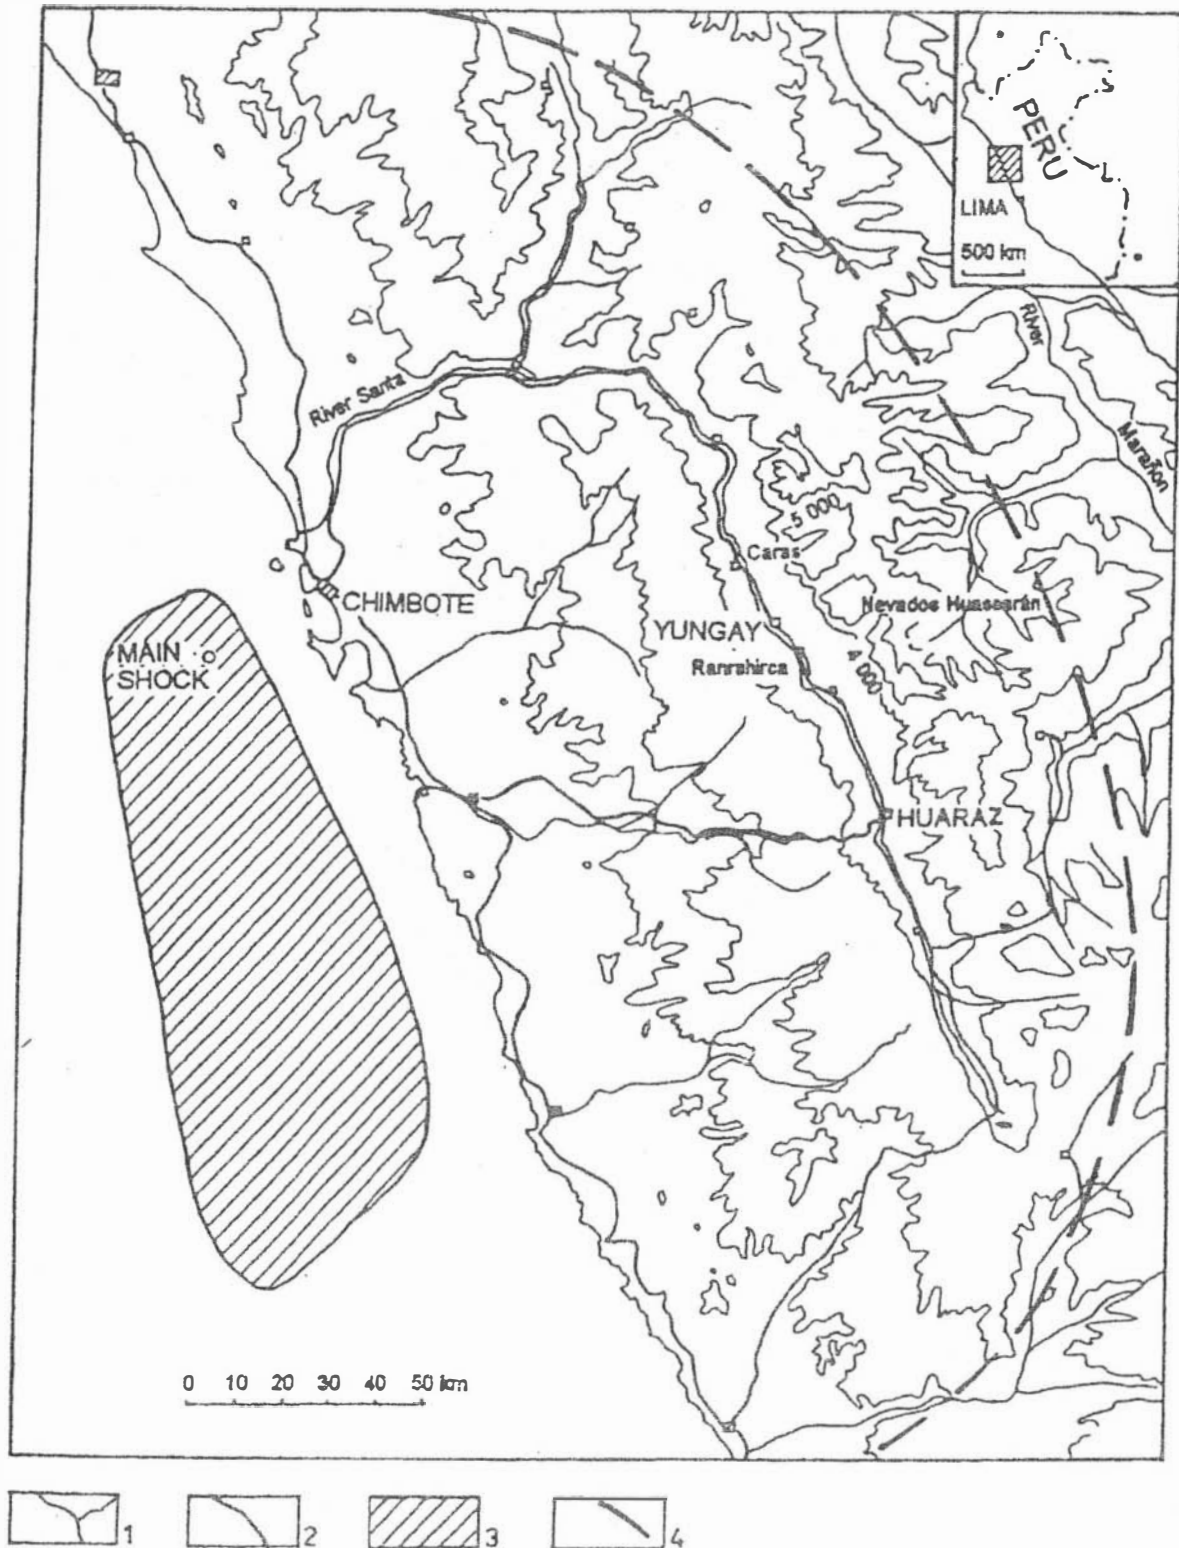 PERU
LIMA
500 km
River
Marañón
River Santa
5 000
Caras
CHIMBOTE
Nevados Huascarán
YUNGAY
MAIN
SHOCK
4 000
Ranrahirca
HUARAZ
0 10 20 30 40 50 km
1 2 3 4